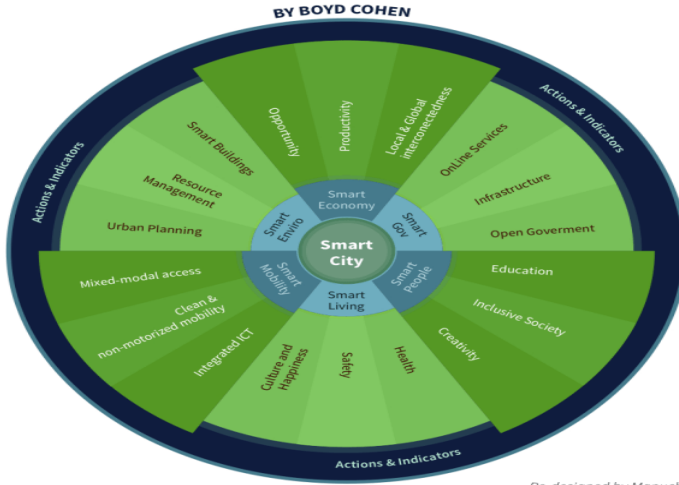 BY BOYD COHEN
Actions & Indicators
Actions & Indicators
Opportunity
Productivity
Local & Global
interconectedness
Smart Buildings
Resource
Management
Urban Planning
OnLine Services
Infrastructure
Open Goverment
Smart
Economy
Smart
Enviro
Smart
Gov
Smart
City
Smart
Mobility
Smart
People
Smart
Living
Mixed-modal access
Clean &
non-motorized mobility
Integrated ICT
Education
Inclusive Society
Creativity
Culture and
Happiness
Safety
Health
Actions & Indicators